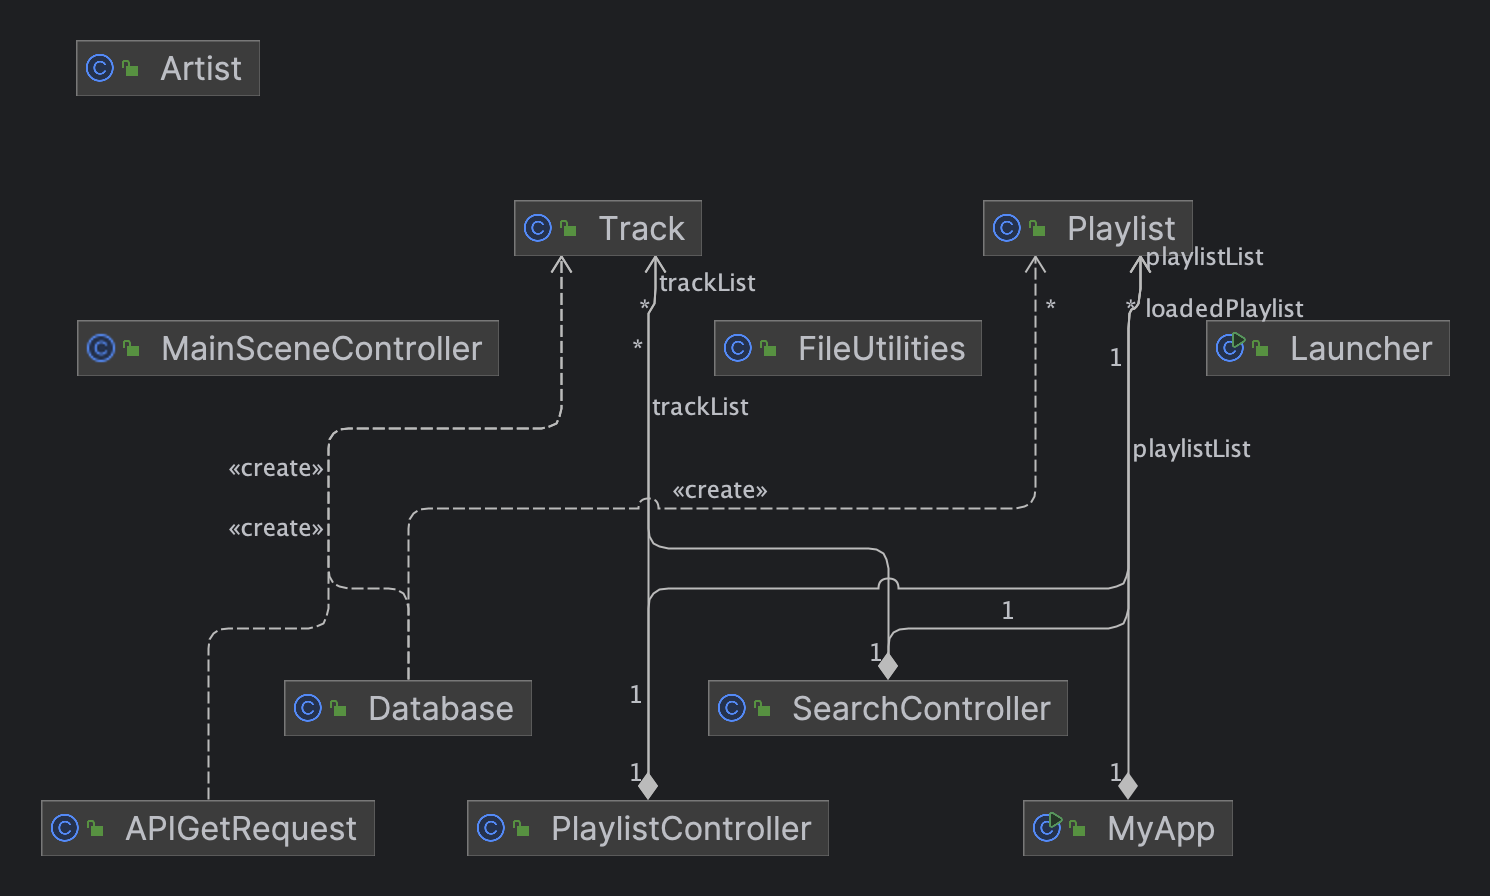 Artist
Track
Playlist
playlistList
trackList
*
*
*
loadedPlaylist
MainSceneController
*
FileUtilities
1
Launcher
trackList
playlistList
«create»
«create»
«create»
1
1
Database
1
SearchController
1
1
APIGetRequest
PlaylistController
MyApp